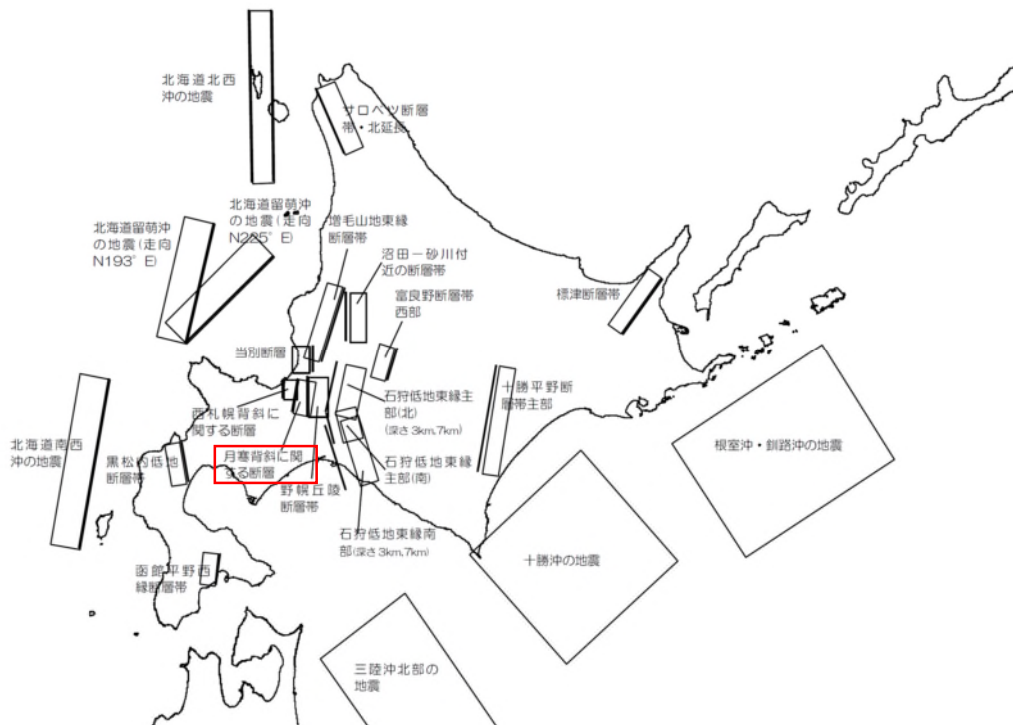 北海道北西
沖の地震
サロベツ断層
帯・北延長
北海道留萌沖
の地震(走向
N193°E)
北海道留萌沖
の地震(走向
N225°E)
増毛山地東縁
断層帯
沼田－砂川付
近の断層帯
富良野断層帯
西部
標津断層帯
当別断層
石狩低地東縁主
部(北)
(深さ3km,7km)
十勝平野断
層帯主部
西札幌背斜に
関する断層
北海道南西
沖の地震
黒松内低地
断層帯
月寒背斜に関
する断層
野幌丘陵
断層帯
石狩低地東縁
主部(南)
根室沖・釧路沖の地震
石狩低地東縁南
部(深さ3km,7km)
十勝沖の地震
函館平野西
縁断層帯
三陸沖北部の
地震